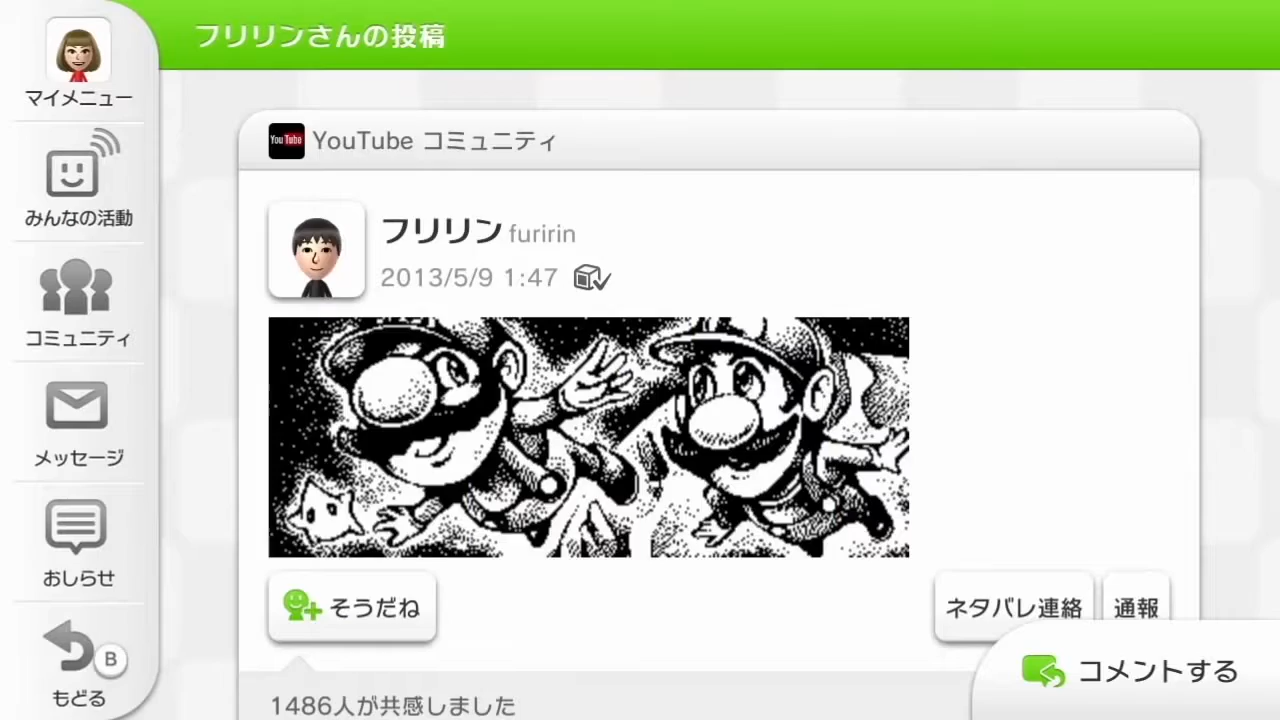 フリリンさんの投稿
マイメニュー
みんなの活動
コミュニティ
メッセージ
おしらせ
B
もどる
You Tube
YouTube コミュニティ
フリリン furirin
2013/5/9 1:47
そうだね
ネタバレ連絡
通報
コメントする
1486人が共感しました